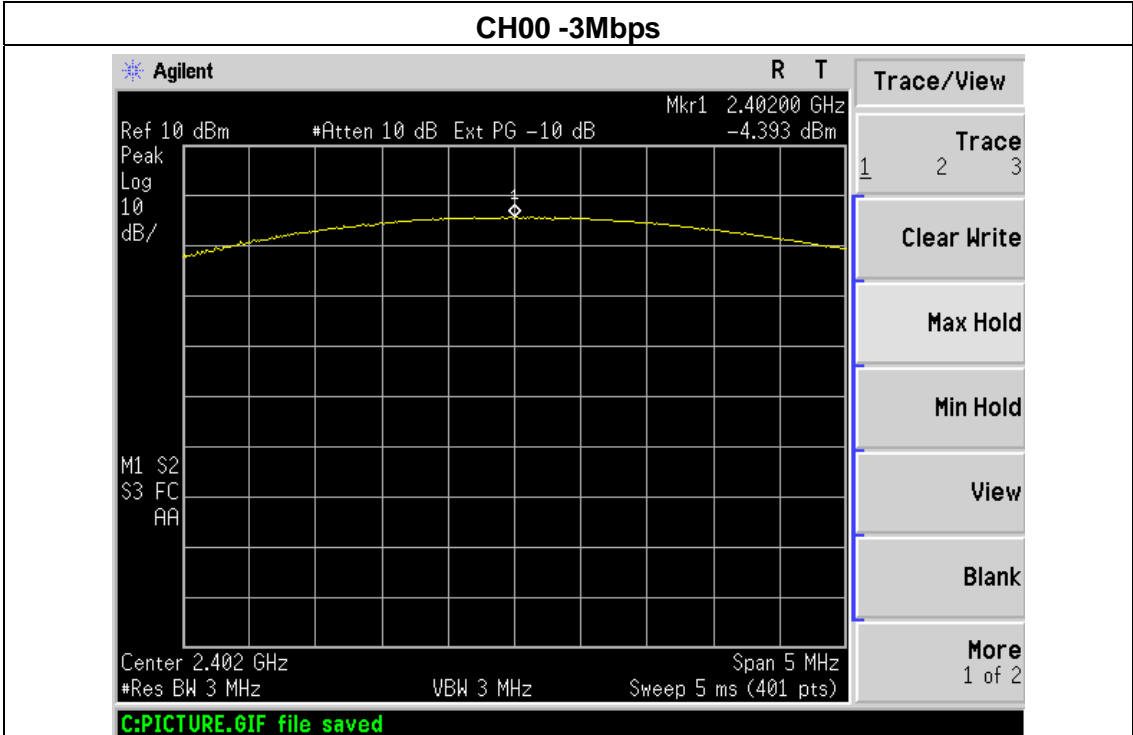 CH00 -3Mbps
Agilent R T
Mkr1 2.40200 GHz
Ref 10 dBm #Atten 10 dB Ext PG -10 dB -4.393 dBm
Peak
Log
10
dB/
1
M1 S2
S3 FC
AA
Center 2.402 GHz Span 5 MHz
#Res BW 3 MHz VBW 3 MHz Sweep 5 ms (401 pts)
C:PICTURE.GIF file saved
Trace/View
Trace
1 2 3
Clear Write
Max Hold
Min Hold
View
Blank
More
1 of 2